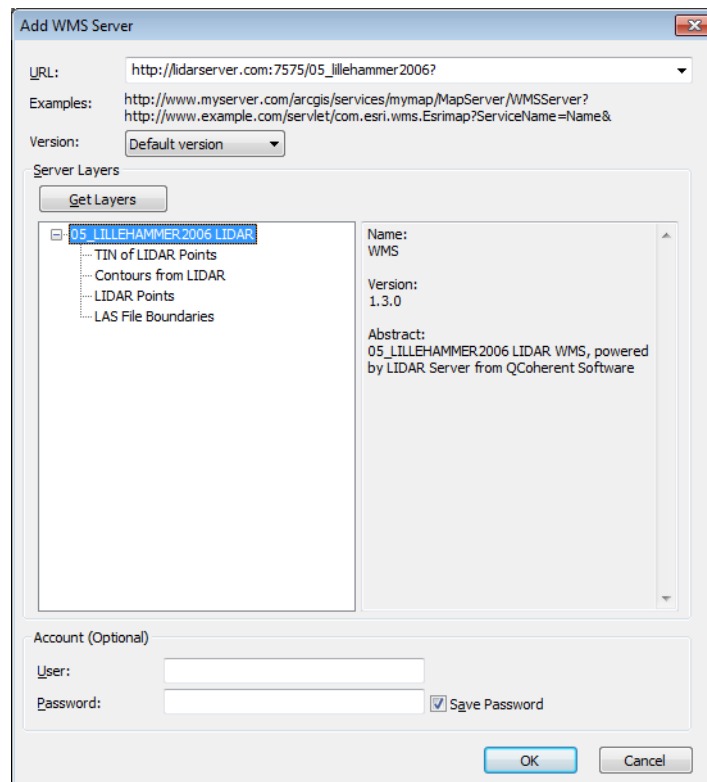 Add WMS Server
URL: http://lidarserver.com:7575/05_lillehammer2006?
Examples: http://www.myserver.com/arcgis/services/mymap/MapServer/WMSServer?
http://www.example.com/servlet/com.esri.wms.Esrimap?ServiceName=Name&
Version: Default version
Server Layers
Get Layers
05_LILLEHAMMER2006 LIDAR
TIN of LIDAR Points
Contours from LIDAR
LIDAR Points
LAS File Boundaries
Name:
WMS
Version:
1.3.0
Abstract:
05_LILLEHAMMER2006 LIDAR WMS, powered
by LIDAR Server from QCoherent Software
Account (Optional)
User:
Password:
Save Password
OK
Cancel